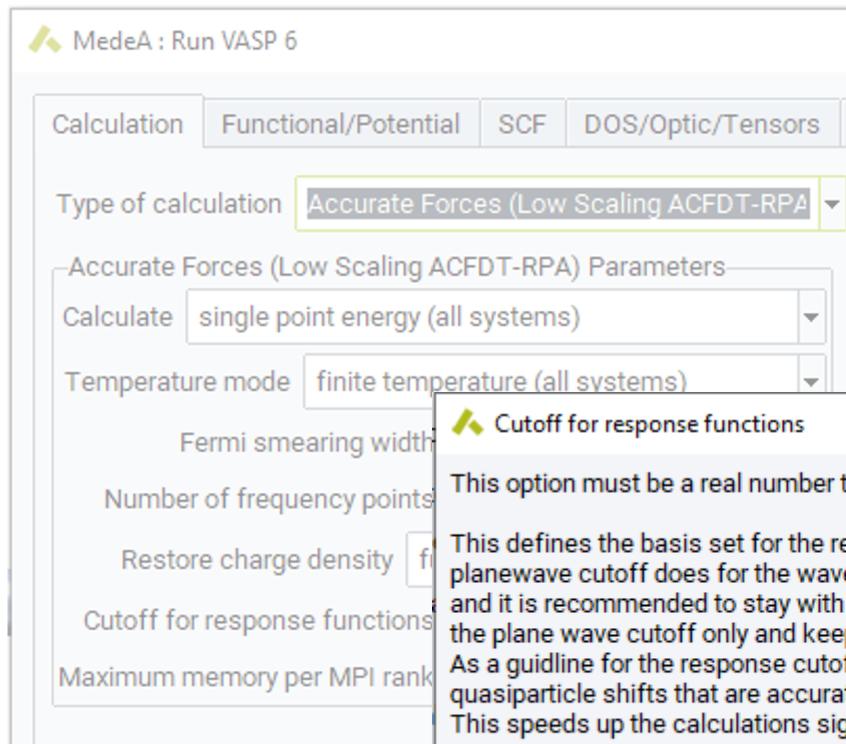 MedeA : Run VASP 6
Calculation Functional/Potential SCF DOS/Optic/Tensors
Type of calculation Accurate Forces (Low Scaling ACFDT-RPA
Accurate Forces (Low Scaling ACFDT-RPA) Parameters
Calculate single point energy (all systems)
Temperature mode finite temperature (all systems)
Cutoff for response functions
Fermi smearing width
This option must be a real number
Number of frequency points
This defines the basis set for the
Restore charge density
planewave cutoff does for the
and it is recommended to stay with
Cutoff for response functions
the plane wave cutoff only and
As a guidline for the response
Maximum memory per MPI rank
quasiparticle shifts that are
This speeds up the calculations